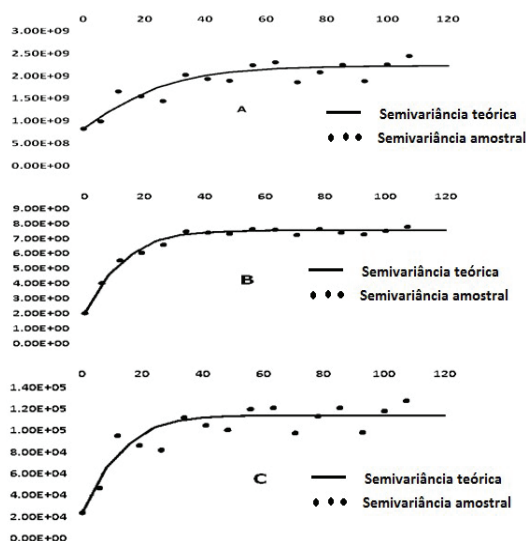 0 20 40 60 80 100 120
3.00E+09
2.50E+09
2.00E+09
1.50E+09
1.00E+09
5.00E+08
0.00E+00
A
Semivariância teórica
Semivariância amostral
0 20 40 60 80 100 120
9.00E+00
8.00E+00
7.00E+00
6.00E+00
5.00E+00
4.00E+00
3.00E+00
2.00E+00
1.00E+00
0.00E+00
B
Semivariância teórica
Semivariância amostral
0 20 40 60 80 100 120
1.40E+05
1.20E+05
1.00E+05
8.00E+04
6.00E+04
4.00E+04
2.00E+04
0.00E+00
C
Semivariância teórica
Semivariância amostral